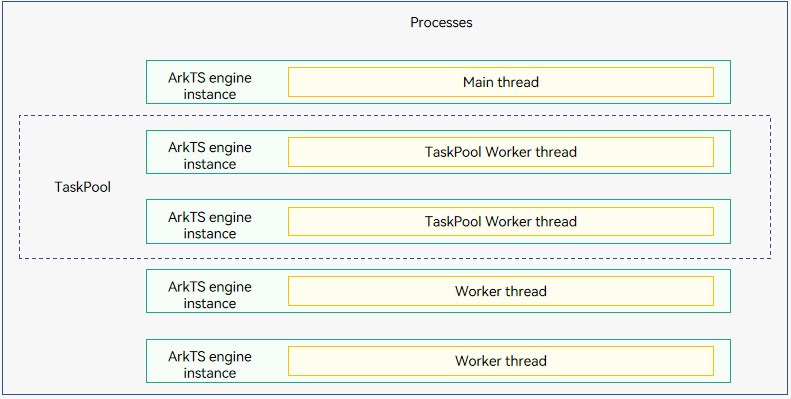 Processes
ArkTS engine
instance
Main thread
TaskPool
ArkTS engine
instance
TaskPool Worker thread
ArkTS engine
instance
TaskPool Worker thread
ArkTS engine
instance
Worker thread
ArkTS engine
instance
Worker thread